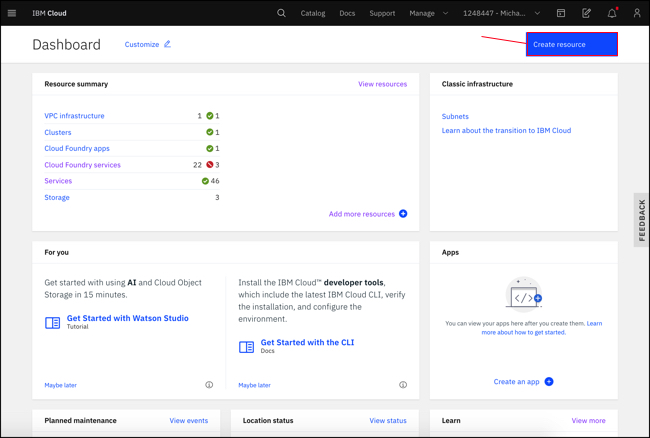 IBM Cloud
Catalog
Docs
Support
Manage
1248447 - Micha...
Dashboard
Customize
Create resource
Resource summary
View resources
VPC infrastructure 1 1
Clusters 1
Cloud Foundry apps 1
Cloud Foundry services 22 3
Services 46
Storage 3
Add more resources
Classic infrastructure
Subnets
Learn about the transition to IBM Cloud
FEEDBACK
For you
Get started with using AI and Cloud Object
Storage in 15 minutes.
Get Started with Watson Studio
Tutorial
Maybe later
Install the IBM Cloud™ developer tools,
which include the latest IBM Cloud CLI, verify
the installation, and configure the
environment.
Get Started with the CLI
Docs
Maybe later
Apps
</>
You can view your apps here after you create them. Learn
more about how to get started.
Create an app
Planned maintenance
View events
Location status
View status
Learn
View more